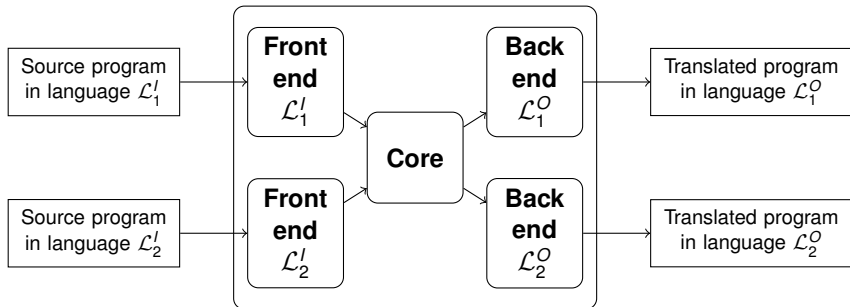 Source program
in language ℒ₁ᴵ
Front
end
ℒ₁ᴵ
Back
end
ℒ₁ᴼ
Translated program
in language ℒ₁ᴼ
Core
Source program
in language ℒ₂ᴵ
Front
end
ℒ₂ᴵ
Back
end
ℒ₂ᴼ
Translated program
in language ℒ₂ᴼ